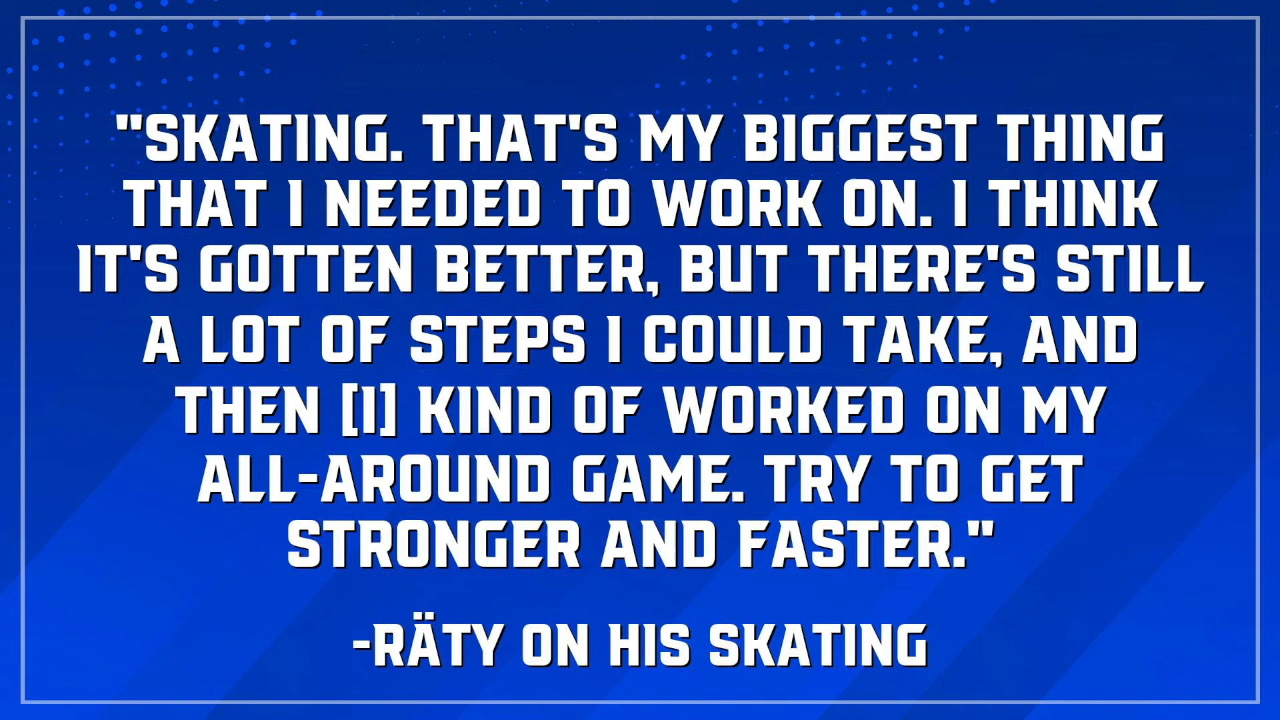 "SKATING. THAT'S MY BIGGEST THING
THAT I NEEDED TO WORK ON. I THINK
IT'S GOTTEN BETTER, BUT THERE'S STILL
A LOT OF STEPS I COULD TAKE, AND
THEN [I] KIND OF WORKED ON MY
ALL-AROUND GAME. TRY TO GET
STRONGER AND FASTER."
-RÄTY ON HIS SKATING